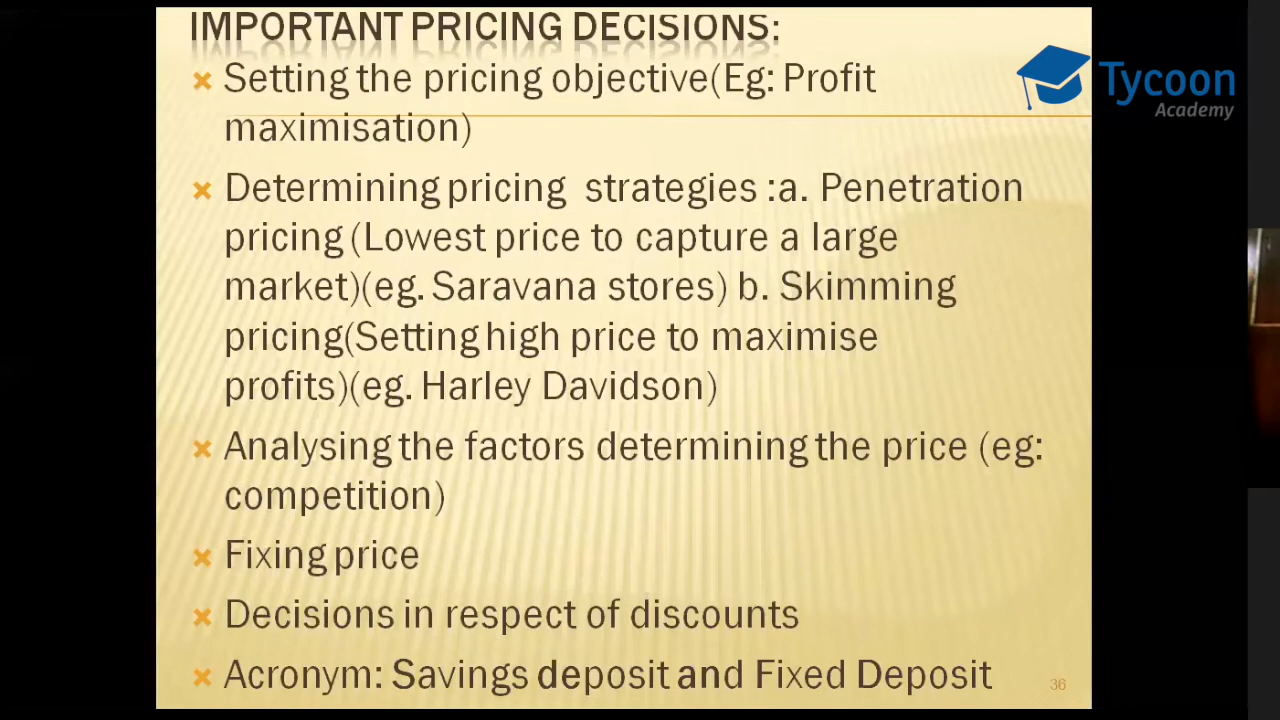 IMPORTANT PRICING DECISIONS:
Setting the pricing objective(Eg: Profit
maximisation)
Determining pricing strategies :a. Penetration
pricing (Lowest price to capture a large
market)(eg. Saravana stores) b. Skimming
pricing(Setting high price to maximise
profits)(eg. Harley Davidson)
Analysing the factors determining the price (eg:
competition)
Fixing price
Decisions in respect of discounts
Acronym: Savings deposit and Fixed Deposit
36
Tycoon
Academy